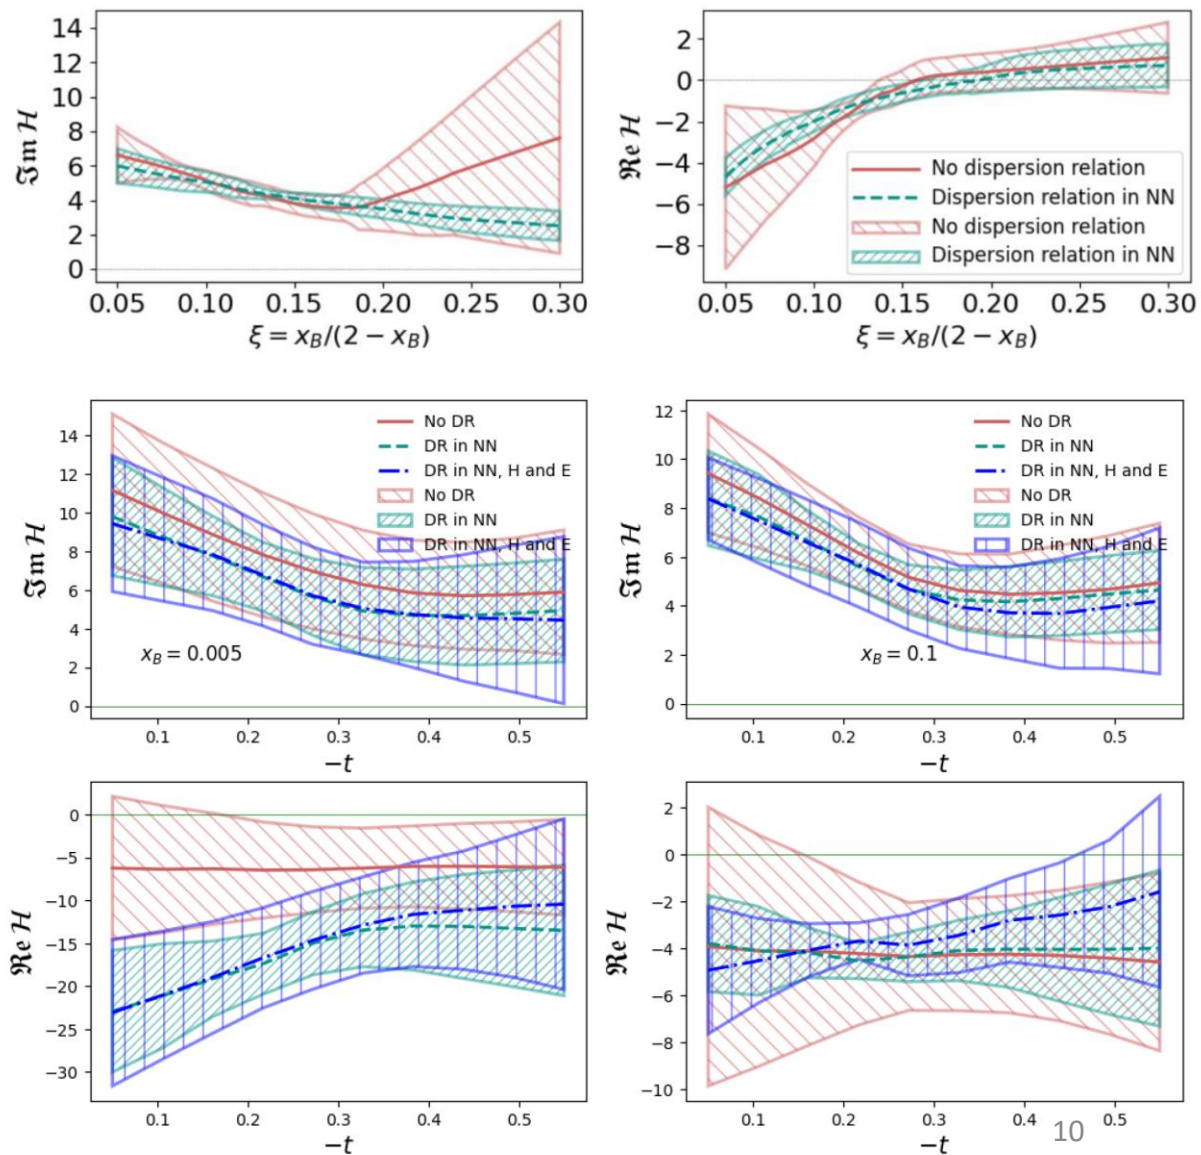 14
12
10
8
6
4
2
0
ℑm ℋ
0.05 0.10 0.15 0.20 0.25 0.30
ξ = x_B/(2 − x_B)
2
0
−2
−4
−6
−8
ℜe ℋ
No dispersion relation
Dispersion relation in NN
No dispersion relation
Dispersion relation in NN
0.05 0.10 0.15 0.20 0.25 0.30
ξ = x_B/(2 − x_B)
14
12
10
8
6
4
2
0
ℑm ℋ
No DR
DR in NN
DR in NN, H and E
No DR
DR in NN
DR in NN, H and E
x_B = 0.005
0.1 0.2 0.3 0.4 0.5
−t
12
10
8
6
4
2
0
ℑm ℋ
No DR
DR in NN
DR in NN, H and E
No DR
DR in NN
DR in NN, H and E
x_B = 0.1
0.1 0.2 0.3 0.4 0.5
−t
0
−5
−10
−15
−20
−25
−30
ℜe ℋ
0.1 0.2 0.3 0.4 0.5
−t
2
0
−2
−4
−6
−8
−10
ℜe ℋ
0.1 0.2 0.3 0.4 0.5
−t
10